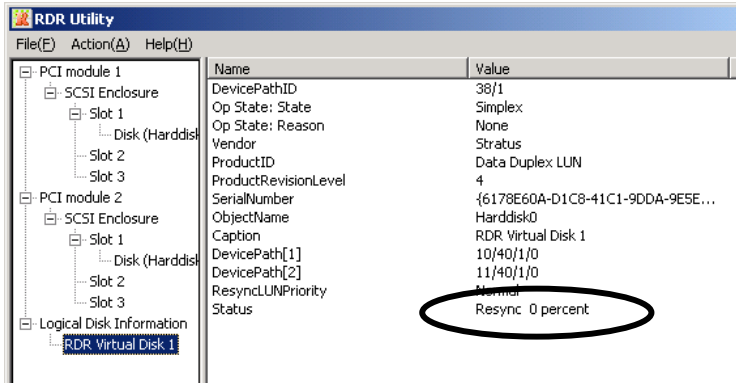 RDR Utility
File(F) Action(A) Help(H)
PCI module 1
SCSI Enclosure
Slot 1
Disk (Harddisk
Slot 2
Slot 3
PCI module 2
SCSI Enclosure
Slot 1
Disk (Harddisk
Slot 2
Slot 3
Logical Disk Information
RDR Virtual Disk 1
Name Value
DevicePathID 38/1
Op State: State Simplex
Op State: Reason None
Vendor Stratus
ProductID Data Duplex LUN
ProductRevisionLevel 4
SerialNumber {6178E60A-D1C8-41C1-9DDA-9E5E...
ObjectName Harddisk0
Caption RDR Virtual Disk 1
DevicePath[1] 10/40/1/0
DevicePath[2] 11/40/1/0
ResyncLUNPriority Normal
Status Resync 0 percent